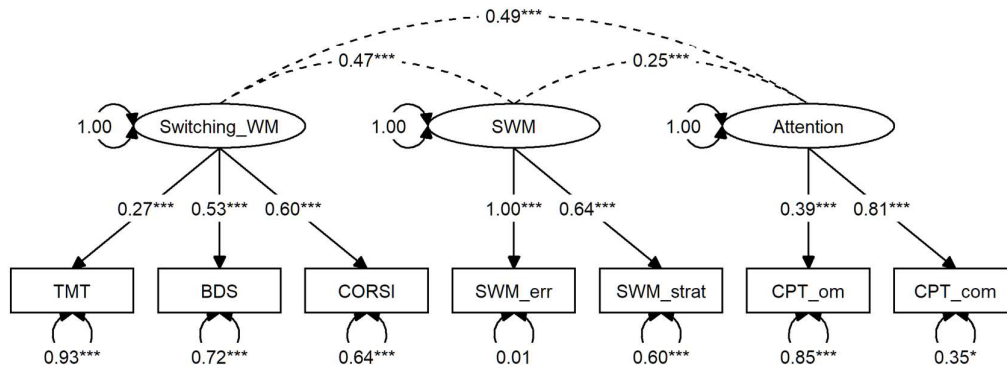 0.49***
0.47*** 0.25***
1.00 Switching_WM 1.00 SWM 1.00 Attention
0.27*** 0.53*** 0.60*** 1.00*** 0.64*** 0.39*** 0.81***
TMT BDS CORSI SWM_err SWM_strat CPT_om CPT_com
0.93*** 0.72*** 0.64*** 0.01 0.60*** 0.85*** 0.35*